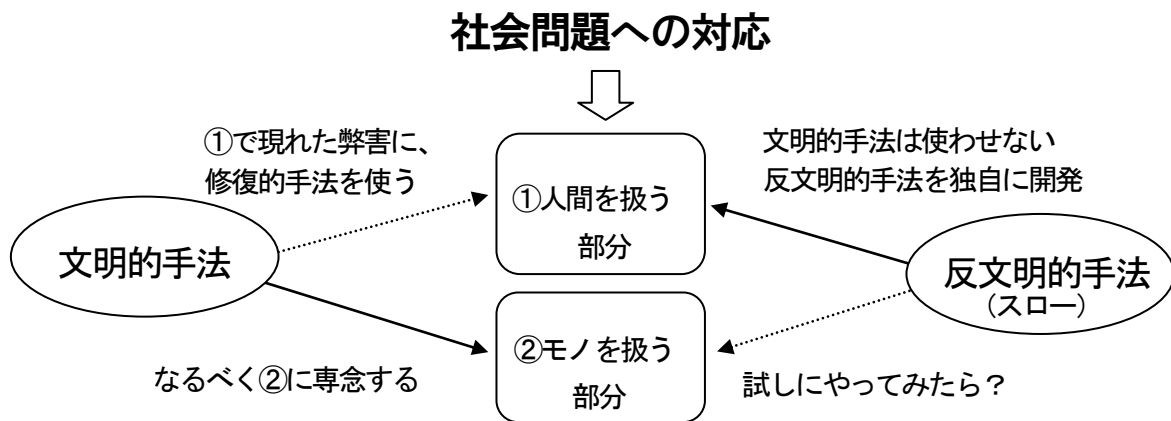 社会問題への対応
①で現れた弊害に、
修復的手法を使う
文明的手法は使わせない
反文明的手法を独自に開発
①人間を扱う
部分
文明的手法
反文明的手法
(スロー)
②モノを扱う
部分
なるべく②に専念する
試しにやってみたら？